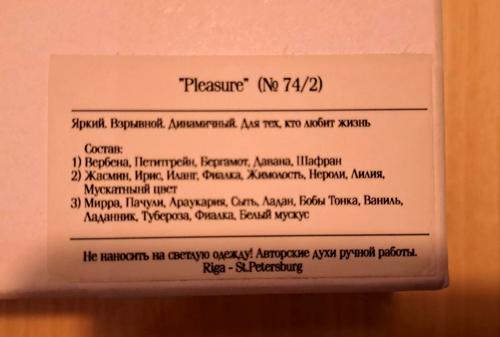 "Pleasure" (№ 74/2)
Яркий. Взрывной. Динамичный. Для тех, кто любит жизнь
Состав:
1) Вербена, Петитгрейн, Бергамот, Давана, Шафран
2) Жасмин, Ирис, Иланг, Фиалка, Жимолость, Нероли, Лилия,
Мускатный цвет
3) Мирра, Пачули, Араукария, Сыть, Ладан, Бобы Тонка, Ваниль,
Ладанник, Тубероза, Фиалка, Белый мускус
Не наносить на светлую одежду! Авторские духи ручной работы.
Riga - St.Petersburg